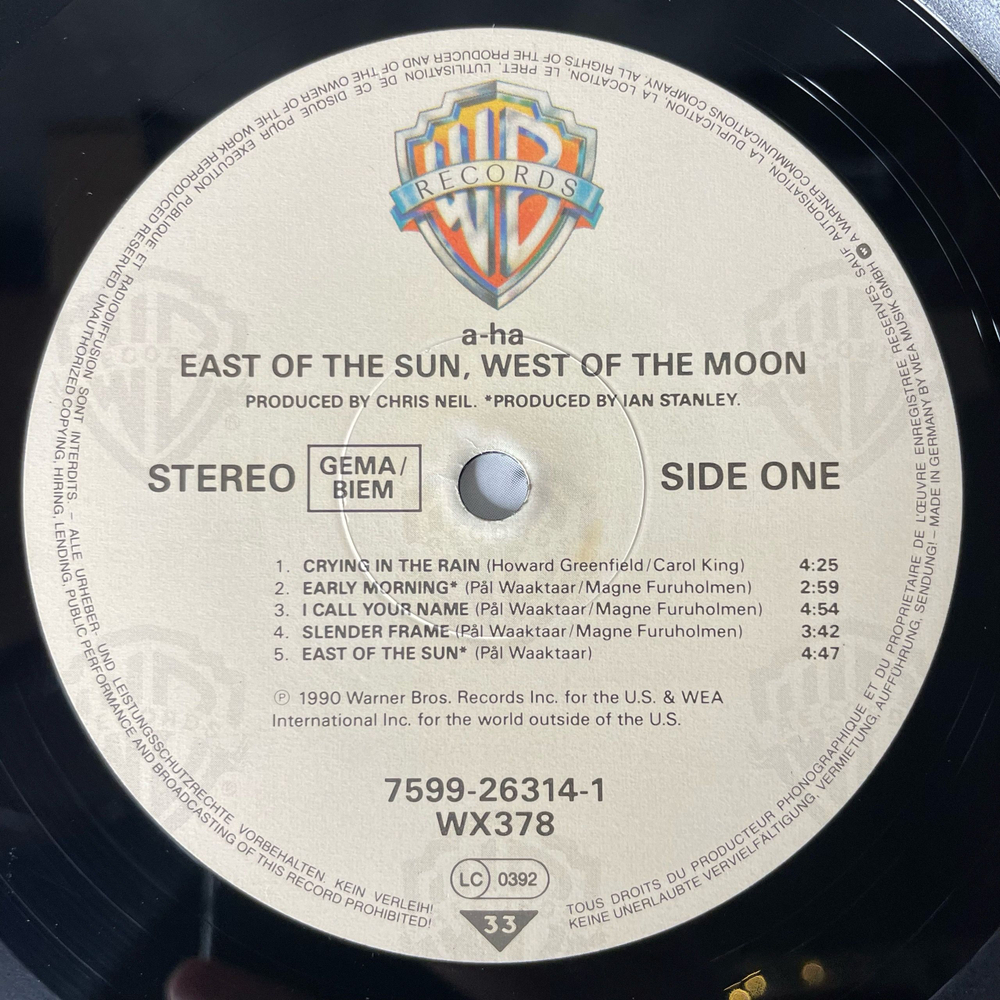 WB
RECORDS
a-ha
EAST OF THE SUN, WEST OF THE MOON
PRODUCED BY CHRIS NEIL. *PRODUCED BY IAN STANLEY.
STEREO
GEMA/
BIEM
SIDE ONE
1. CRYING IN THE RAIN (Howard Greenfield/Carol King) 4:25
2. EARLY MORNING* (Pål Waaktaar/Magne Furuholmen) 2:59
3. I CALL YOUR NAME (Pål Waaktaar/Magne Furuholmen) 4:54
4. SLENDER FRAME (Pål Waaktaar/Magne Furuholmen) 3:42
5. EAST OF THE SUN* (Pål Waaktaar) 4:47
℗ 1990 Warner Bros. Records Inc. for the U.S. & WEA
International Inc. for the world outside of the U.S.
7599-26314-1
WX378
LC 0392
33
TOUS DROITS DU PRODUCTEUR PHONOGRAPHIQUE ET DU PROPRIETAIRE DE L'ŒUVRE ENREGISTREE RESERVES. SAUF AUTORISATION, LA DUPLICATION, LA LOCATION, LE PRET, L'UTILISATION DE CE DISQUE POUR EXECUTION PUBLIQUE ET RADIODIFFUSION SONT INTERDITS. – ALLE URHEBER- UND LEISTUNGSSCHUTZRECHTE VORBEHALTEN. KEIN VERLEIH!
KEINE UNERLAUBTE VERVIELFÄLTIGUNG, VERMIETUNG, AUFFÜHRUNG, SENDUNG! – MADE IN GERMANY BY WEA MUSIK GMBH A WARNER COMMUNICATIONS COMPANY. ALL RIGHTS OF THE PRODUCER AND OF THE OWNER OF THE WORK REPRODUCED RESERVED UNAUTHORIZED COPYING, HIRING, LENDING, PUBLIC PERFORMANCE AND BROADCASTING OF THIS RECORD PROHIBITED!